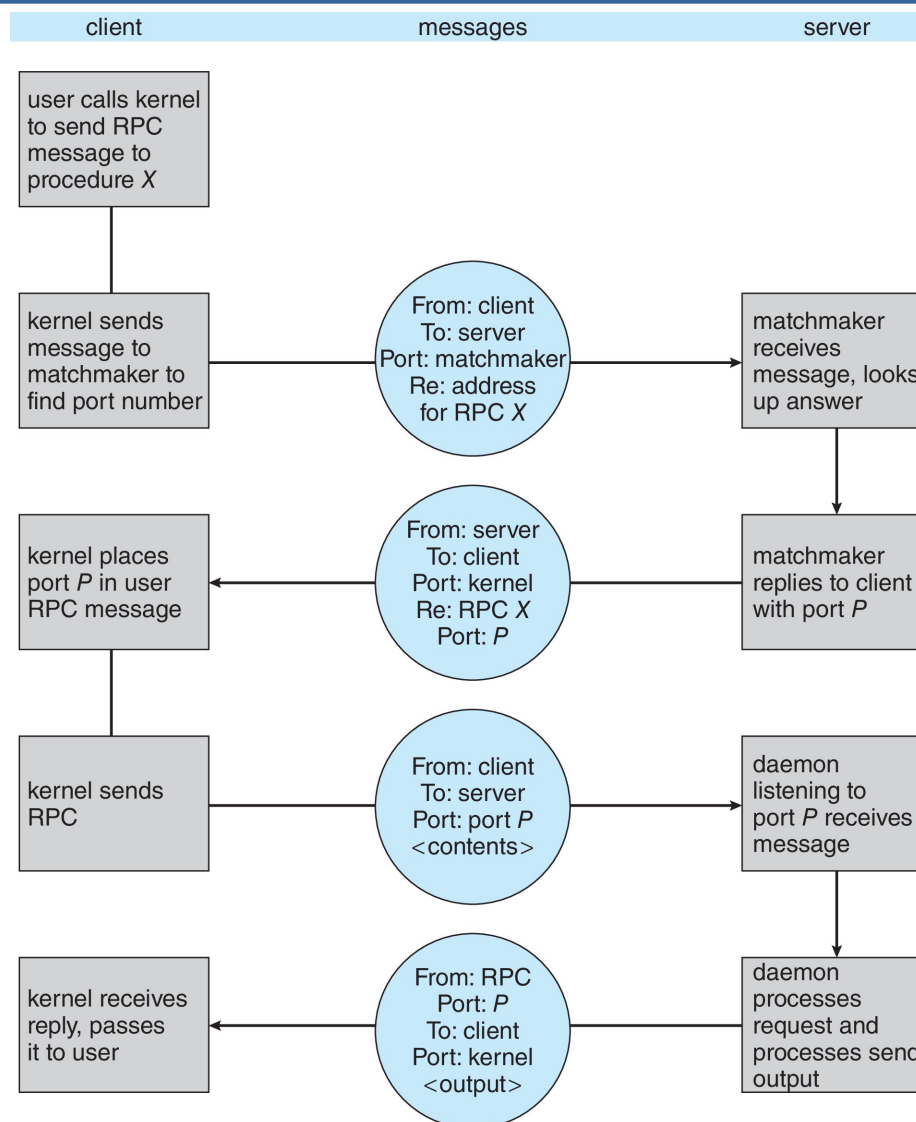 client
messages
server
user calls kernel
to send RPC
message to
procedure X
kernel sends
message to
matchmaker to
find port number
From: client
To: server
Port: matchmaker
Re: address
for RPC X
matchmaker
receives
message, looks
up answer
kernel places
port P in user
RPC message
From: server
To: client
Port: kernel
Re: RPC X
Port: P
matchmaker
replies to client
with port P
kernel sends
RPC
From: client
To: server
Port: port P
<contents>
daemon
listening to
port P receives
message
kernel receives
reply, passes
it to user
From: RPC
Port: P
To: client
Port: kernel
<output>
daemon
processes
request and
processes send
output